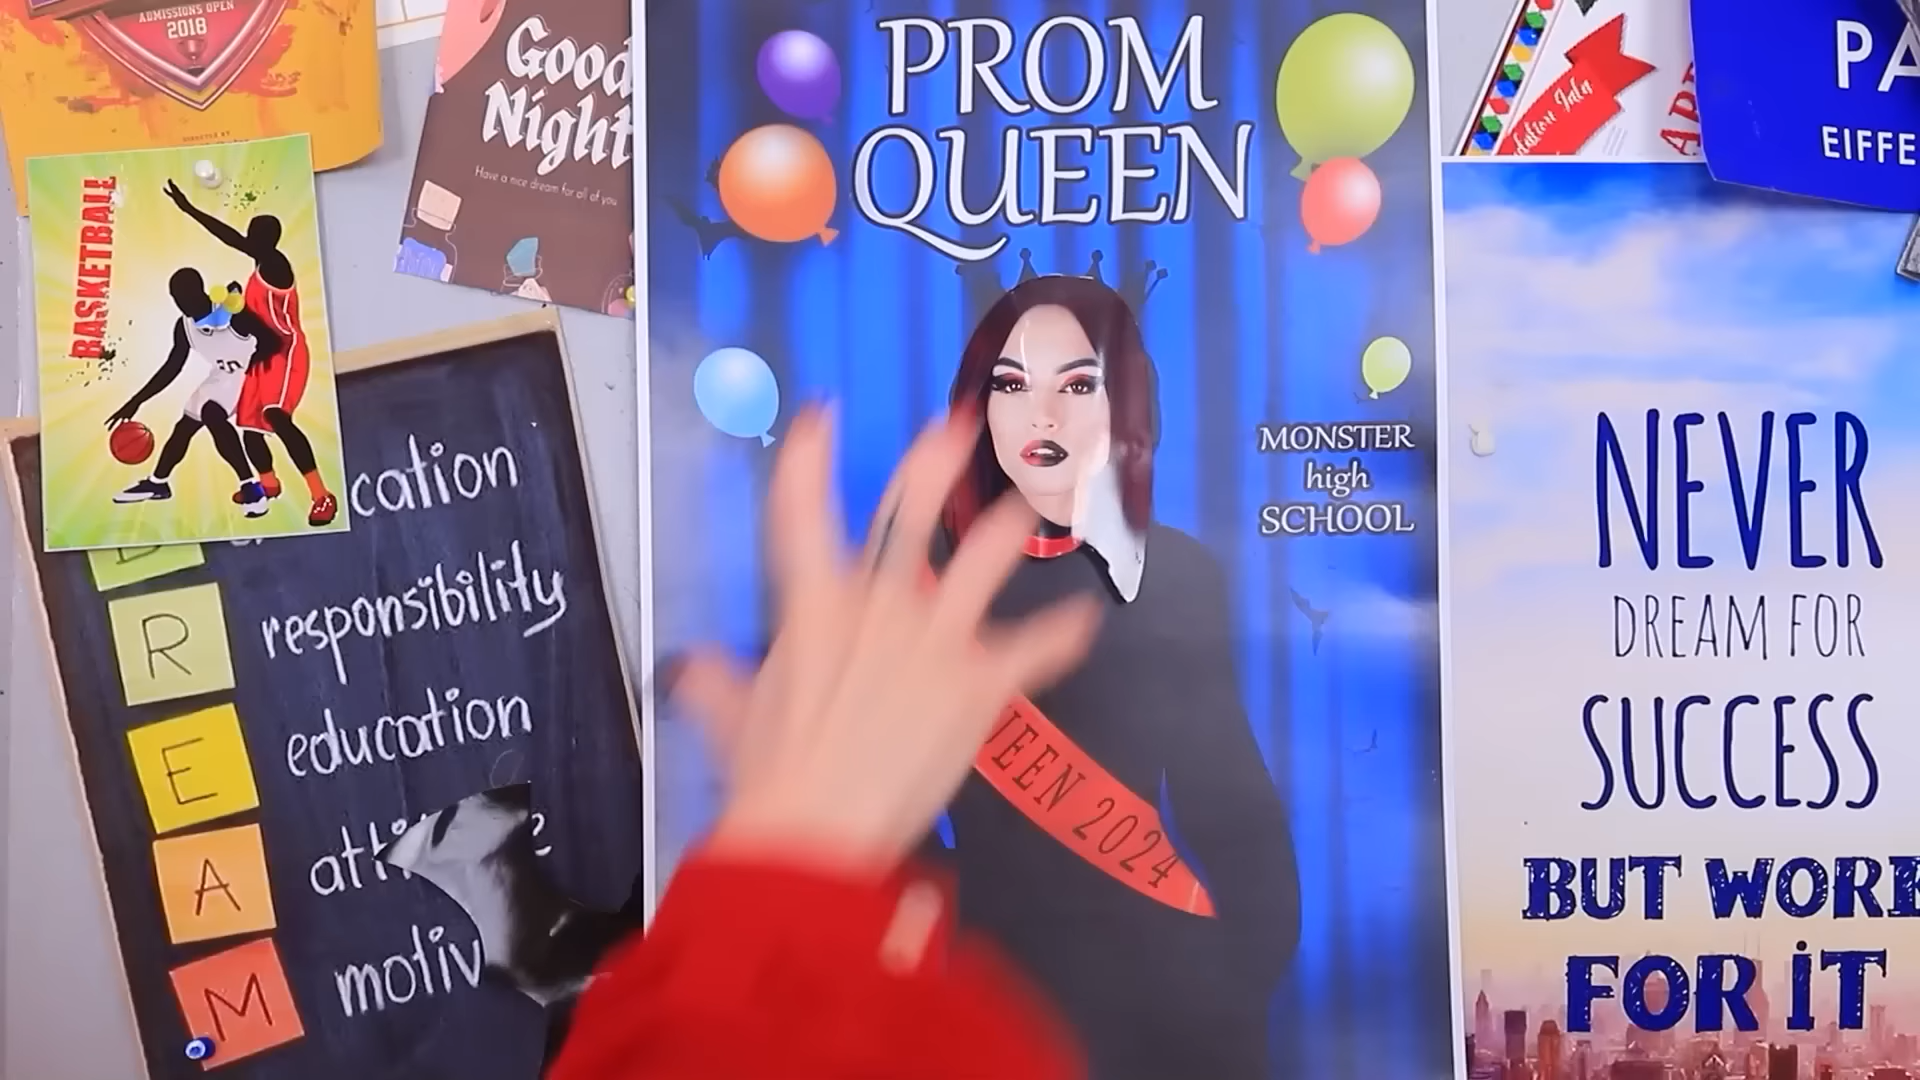 ADMISSIONS OPEN
2018
BASKETBALL
Good
Night
Have a nice dream for all of you
PROM
QUEEN
MONSTER
high
SCHOOL
UEEN 2024
cation
R responsibility
E education
A
M motiv
PA
EIFFE
NEVER
DREAM FOR
SUCCESS
BUT WORK
FOR iT